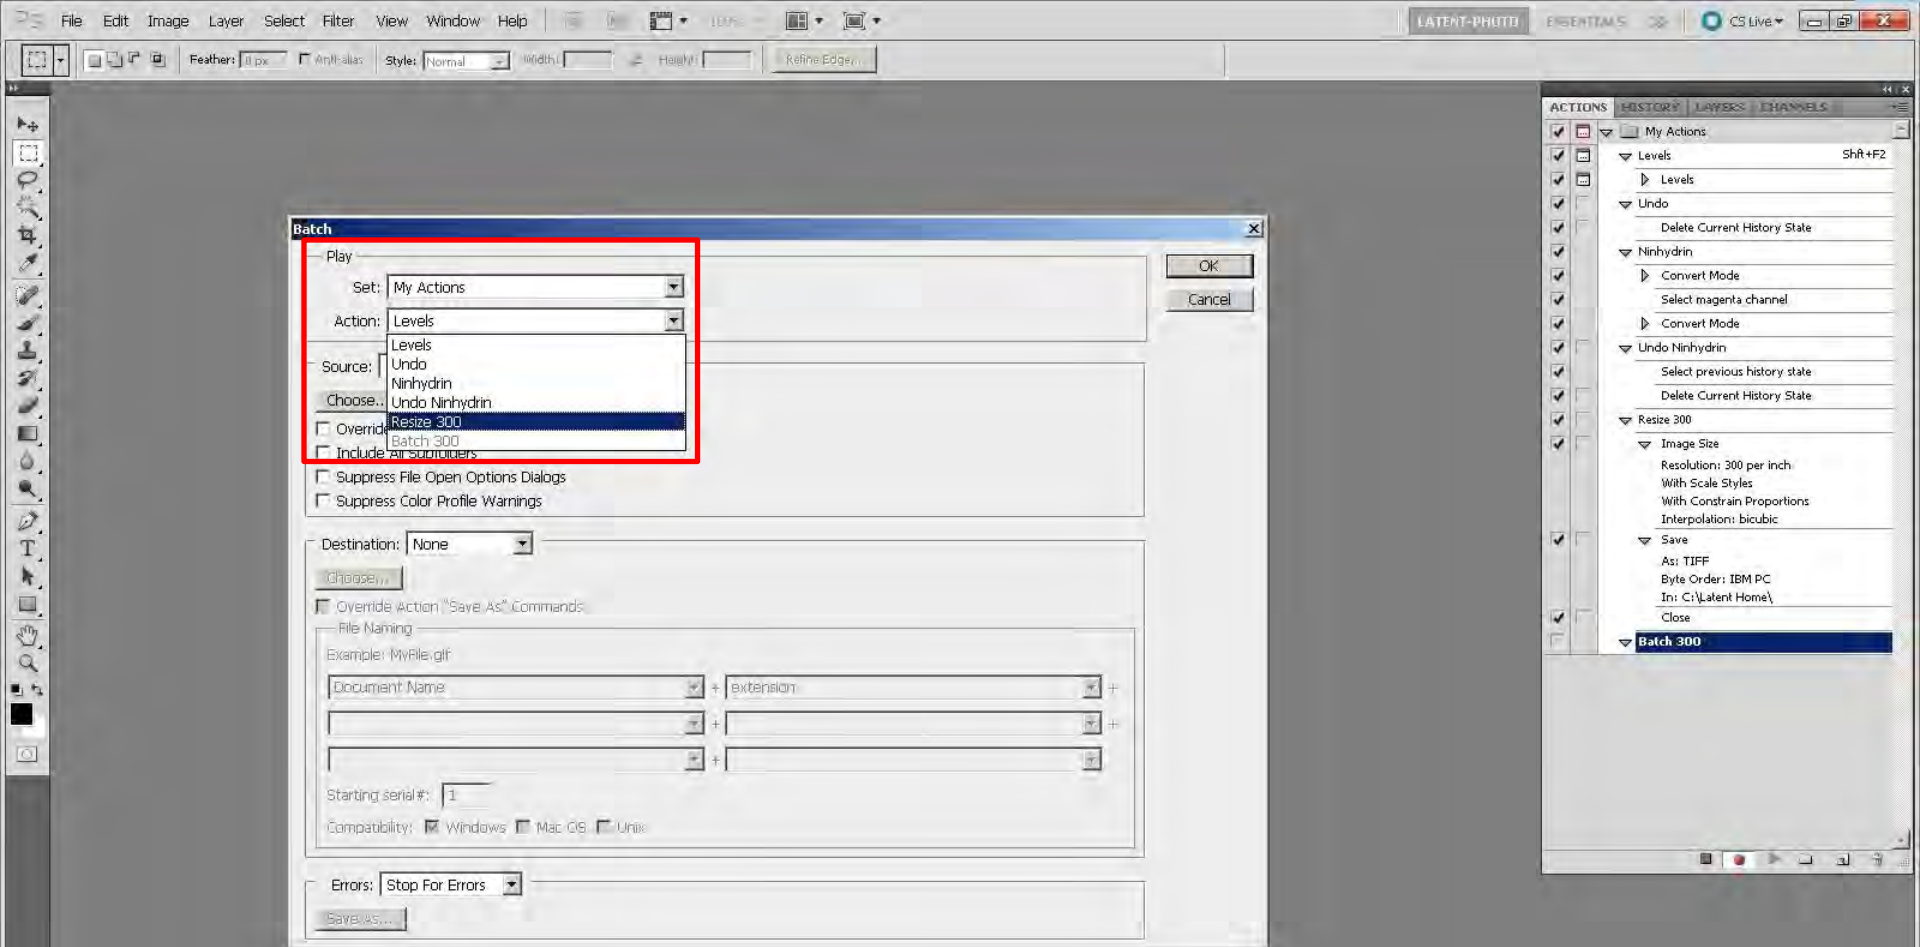 File Edit Image Layer Select Filter View Window Help 100% LATENT-PHOTO ESSENTIALS CS Live
Feather: 0 px Anti-alias Style: Normal Width: Height: Refine Edge...
ACTIONS HISTORY LAYERS CHANNELS
My Actions
Levels Shft+F2
Levels
Undo
Delete Current History State
Ninhydrin
Convert Mode
Select magenta channel
Convert Mode
Undo Ninhydrin
Select previous history state
Delete Current History State
Resize 300
Image Size
Resolution: 300 per inch
With Scale Styles
With Constrain Proportions
Interpolation: bicubic
Save
As: TIFF
Byte Order: IBM PC
In: C:\Latent Home\
Close
Batch 300
Batch
Play
OK
Set: My Actions
Cancel
Action: Levels
Levels
Undo
Source:
Ninhydrin
Choose..
Undo Ninhydrin
Resize 300
Override
Batch 300
Include All Subfolders
Suppress File Open Options Dialogs
Suppress Color Profile Warnings
Destination: None
Choose...
Override Action "Save As" Commands
File Naming
Example: MyFile.gif
Document Name + extension +
+ +
+
Starting serial#: 1
Compatibility: Windows Mac OS Unix
Errors: Stop For Errors
Save As...